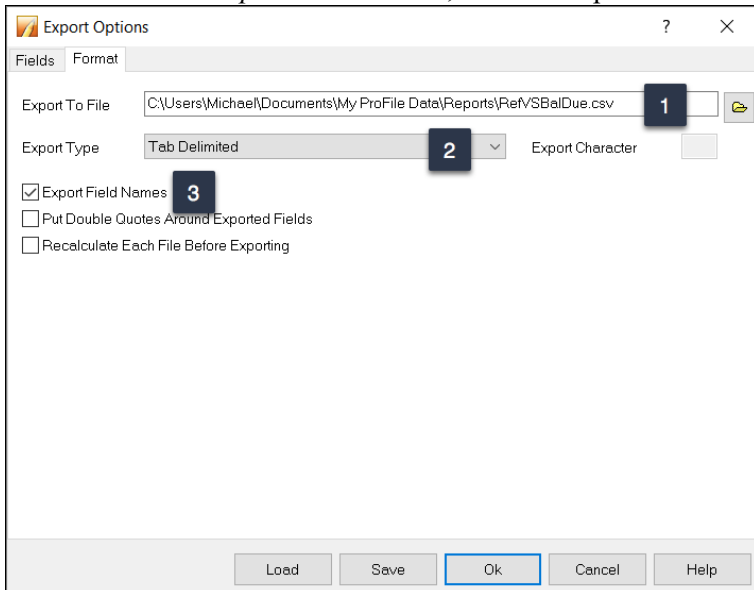 Export Options ?
Fields Format
Export To File C:\Users\Michael\Documents\My ProFile Data\Reports\RefVSBalDue.csv 1
Export Type Tab Delimited 2 Export Character
Export Field Names 3
Put Double Quotes Around Exported Fields
Recalculate Each File Before Exporting
Load Save Ok Cancel Help